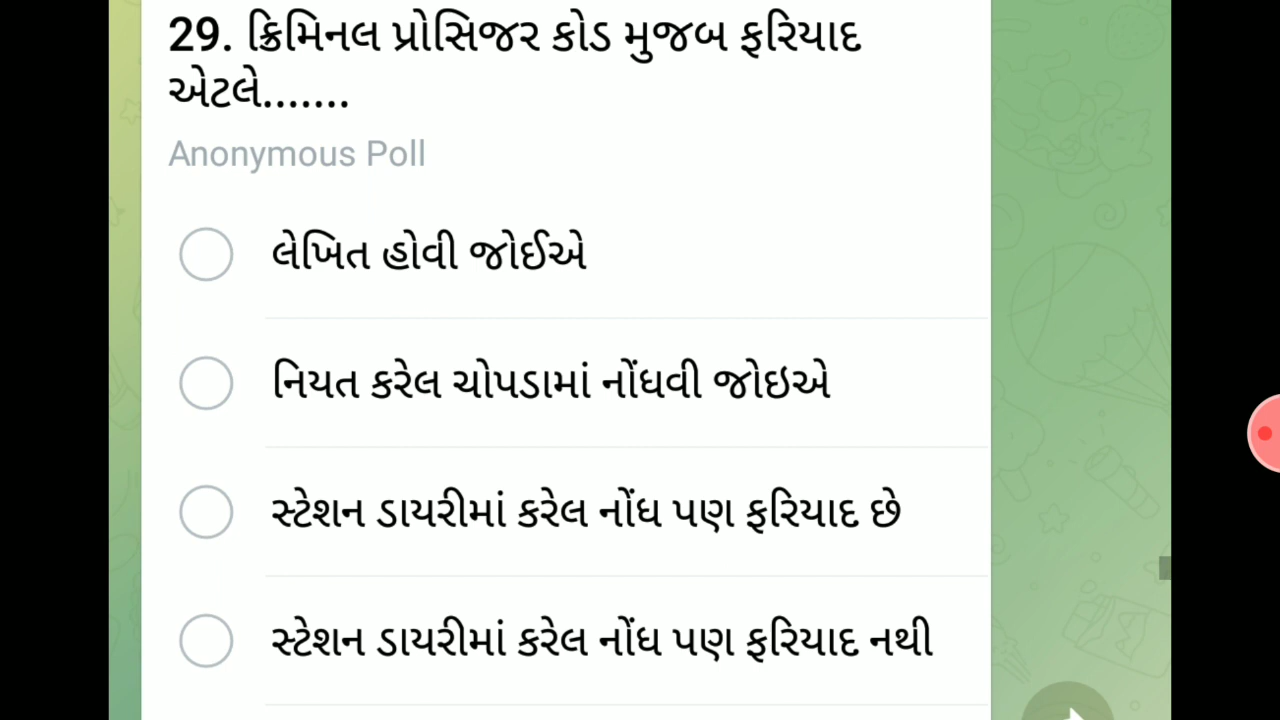 29. ક્રિમિનલ પ્રોસિજર કોડ મુજબ ફરિયાદ
એટલે.......
Anonymous Poll
લેખિત હોવી જોઈએ
નિયત કરેલ ચોપડામાં નોંધવી જોઇએ
સ્ટેશન ડાયરીમાં કરેલ નોંધ પણ ફરિયાદ છે
સ્ટેશન ડાયરીમાં કરેલ નોંધ પણ ફરિયાદ નથી